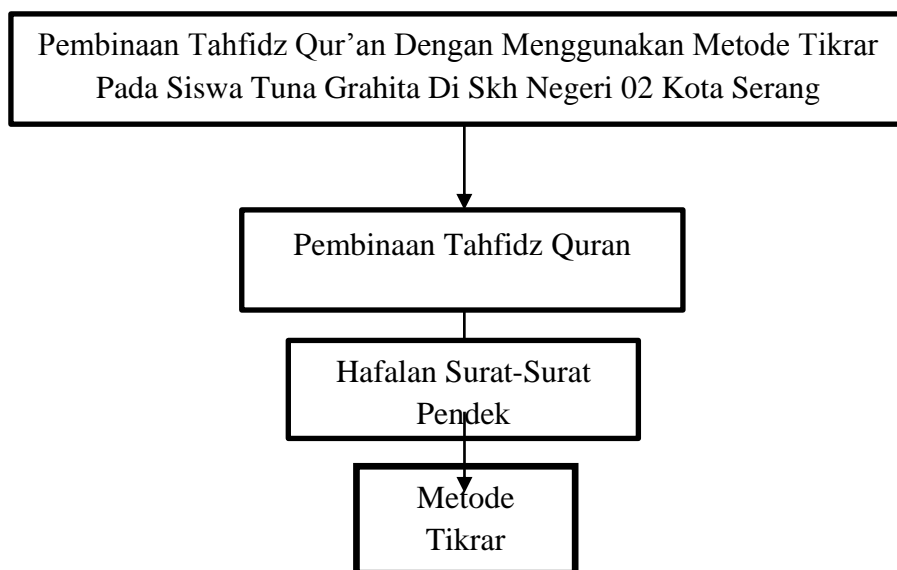 Pembinaan Tahfidz Qur’an Dengan Menggunakan Metode Tikrar
Pada Siswa Tuna Grahita Di Skh Negeri 02 Kota Serang
Pembinaan Tahfidz Quran
Hafalan Surat-Surat
Pendek
Metode
Tikrar